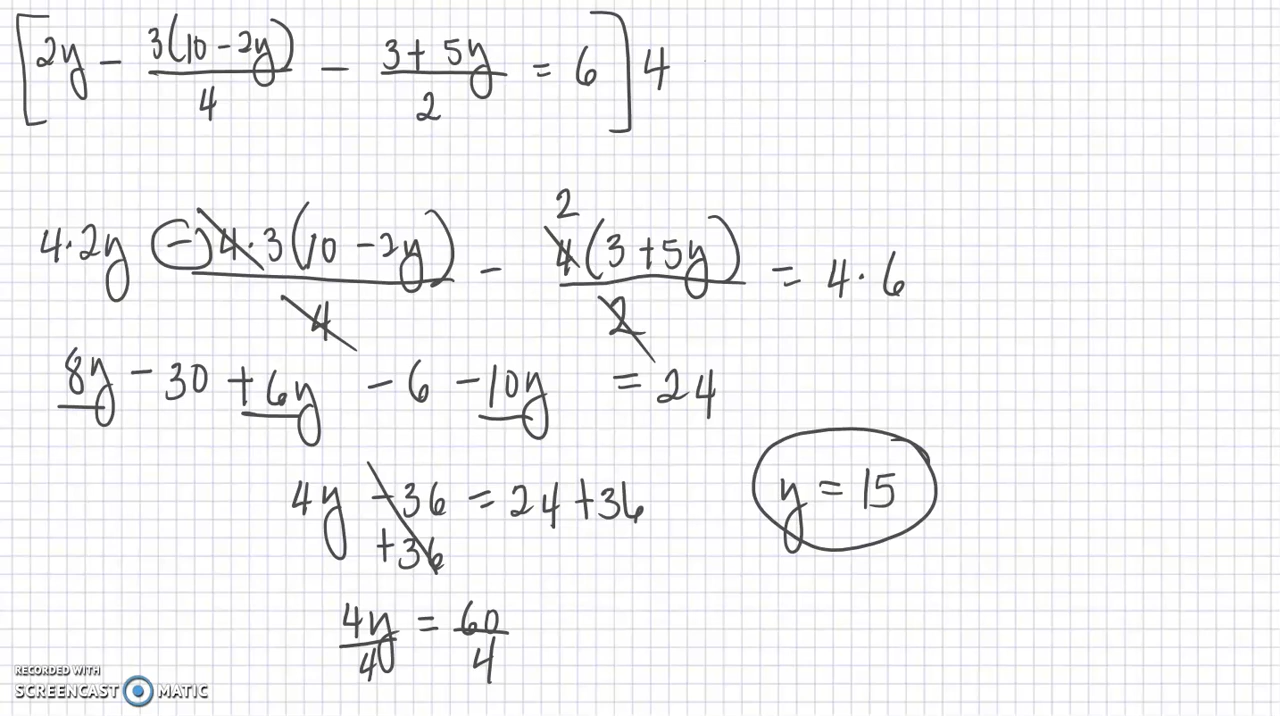 [2y - 3(10 - 2y)/4 - (3 + 5y)/2 = 6] 4
4·2y - 4·3(10 - 2y)/4 - 2 4(3 + 5y)/2 = 4·6
8y - 30 + 6y - 6 - 10y = 24
4y - 36 = 24 + 36
+ 36
y = 15
4y/4 = 60/4
RECORDED WITH
SCREENCAST MATIC